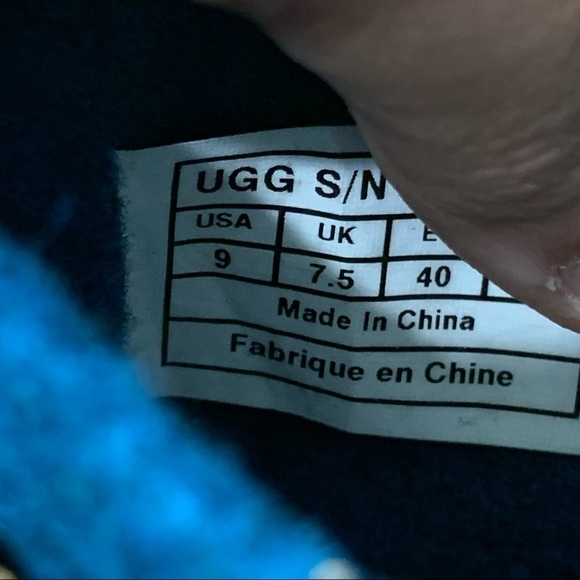 UGG S/N
USA UK E
9 7.5 40
Made In China
Fabrique en Chine